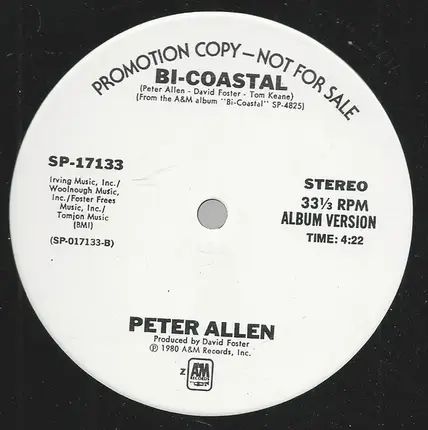 PROMOTION COPY—NOT FOR SALE
BI-COASTAL
(Peter Allen - David Foster - Tom Keane)
(From the A&M album "Bi-Coastal" SP-4825)
SP-17133
Irving Music, Inc./
Woolnough Music,
Inc./Foster Frees
Music, Inc./
Tomjon Music
(BMI)
(SP-017133-B)
STEREO
33⅓ RPM
ALBUM VERSION
TIME: 4:22
PETER ALLEN
Produced by David Foster
℗ 1980 A&M Records, Inc.
Z
A&M
RECORDS